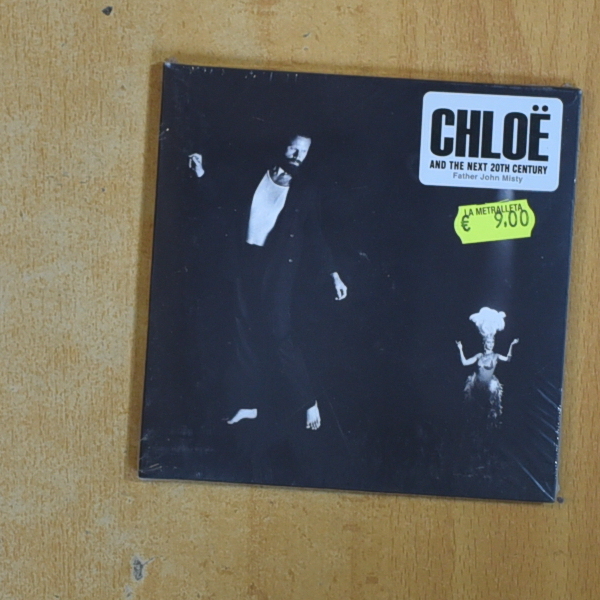 CHLOË
AND THE NEXT 20TH CENTURY
Father John Misty
LA METRALLETA
€ 9.00